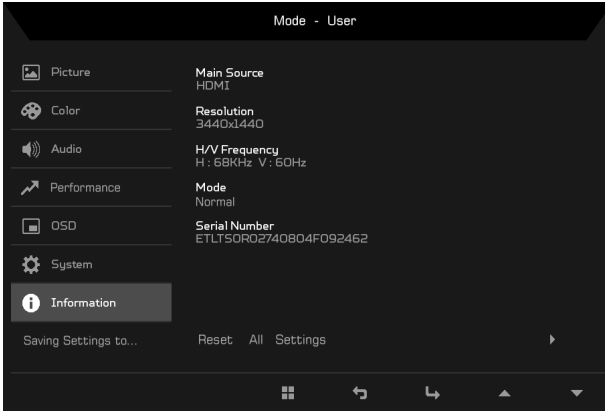 Mode - User
Picture
Color
Audio
Performance
OSD
System
Information
Saving Settings to...
Main Source
HDMI
Resolution
3440x1440
H/V Frequency
H : 68KHz V : 60Hz
Mode
Normal
Serial Number
ETLTS0R02740804F092462
Reset All Settings